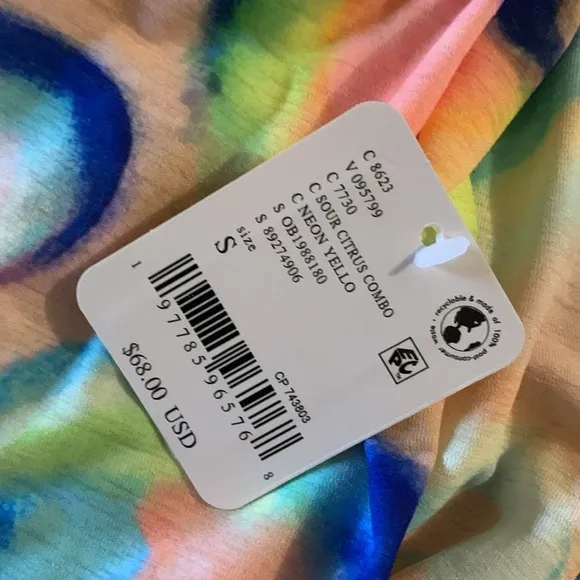 C 8623
V 095799
C 7730
C SOUR CITRUS COMBO
C NEON YELLO
S OB1988180
S 89274906
size
S
recyclable & made of 100% post-consumer waste •
EPC
CP 743803
1 97785 96576 8
$68.00 USD